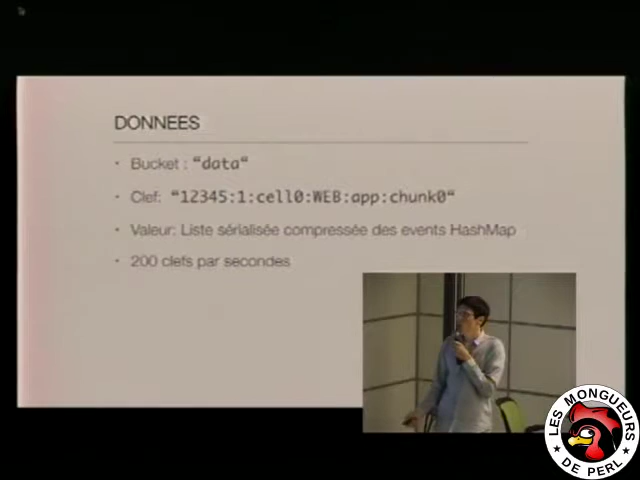 DONNEES
• Bucket : “data“
• Clef: “12345:1:cell0:WEB:app:chunk0“
• Valeur: Liste sérialisée compressée des events HashMap
• 200 clefs par secondes
LES MONGUEURS
★ DE PERL ★